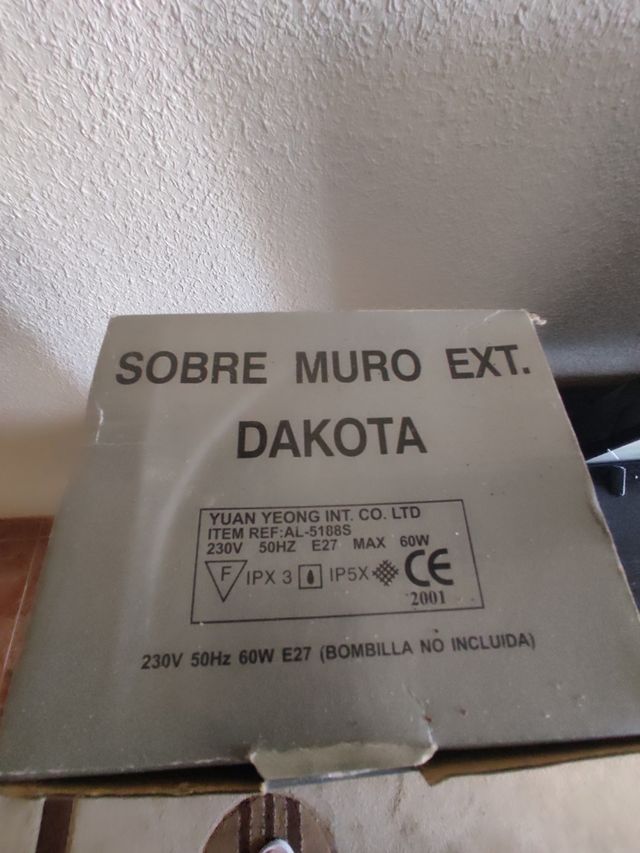 SOBRE MURO EXT.
DAKOTA
YUAN YEONG INT. CO. LTD
ITEM REF:AL-5188S
230V 50HZ E27 MAX 60W
F IPX 3 IP5X CE
2001
230V 50Hz 60W E27 (BOMBILLA NO INCLUIDA)